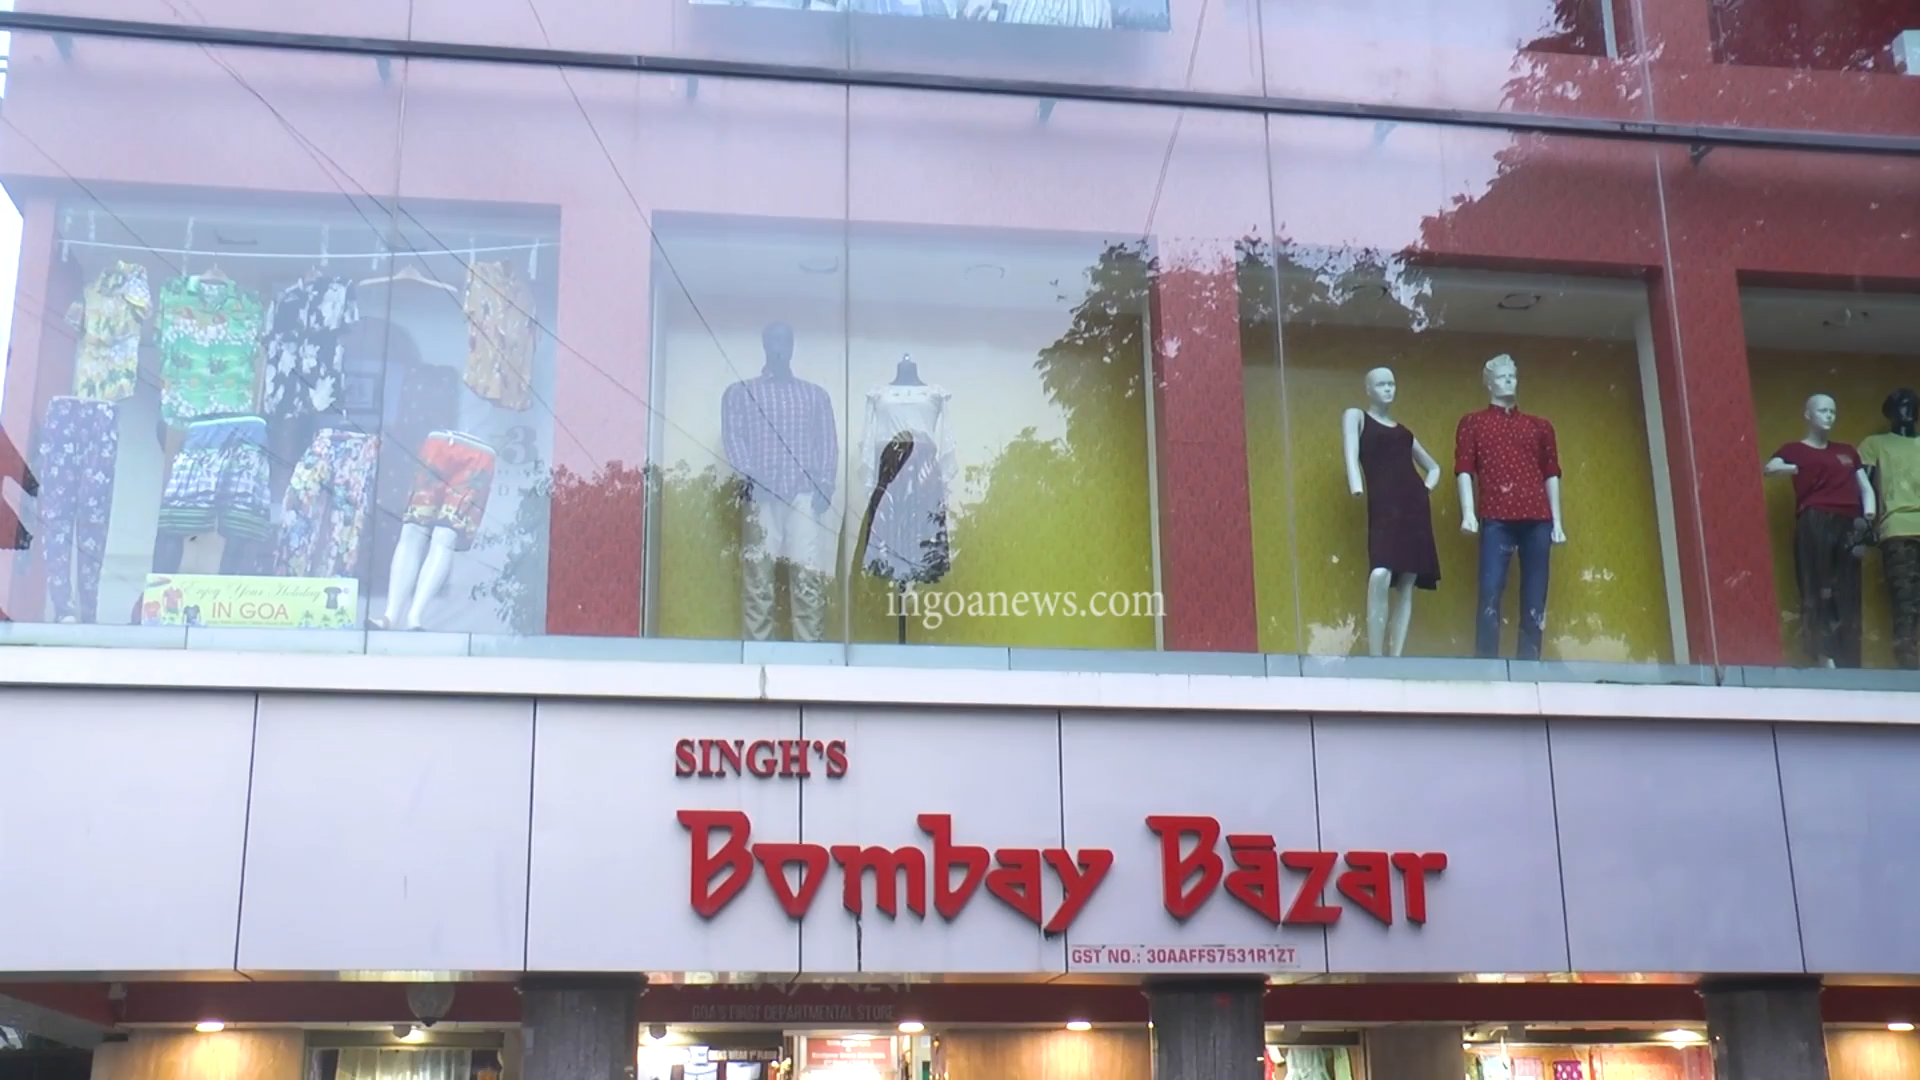 Enjoy Your Holiday
IN GOA
ingoanews.com
SINGH'S
Bombay Bāzar
GST NO.: 30AAFFS7531R1ZT
GOA'S FIRST DEPARTMENTAL STORE